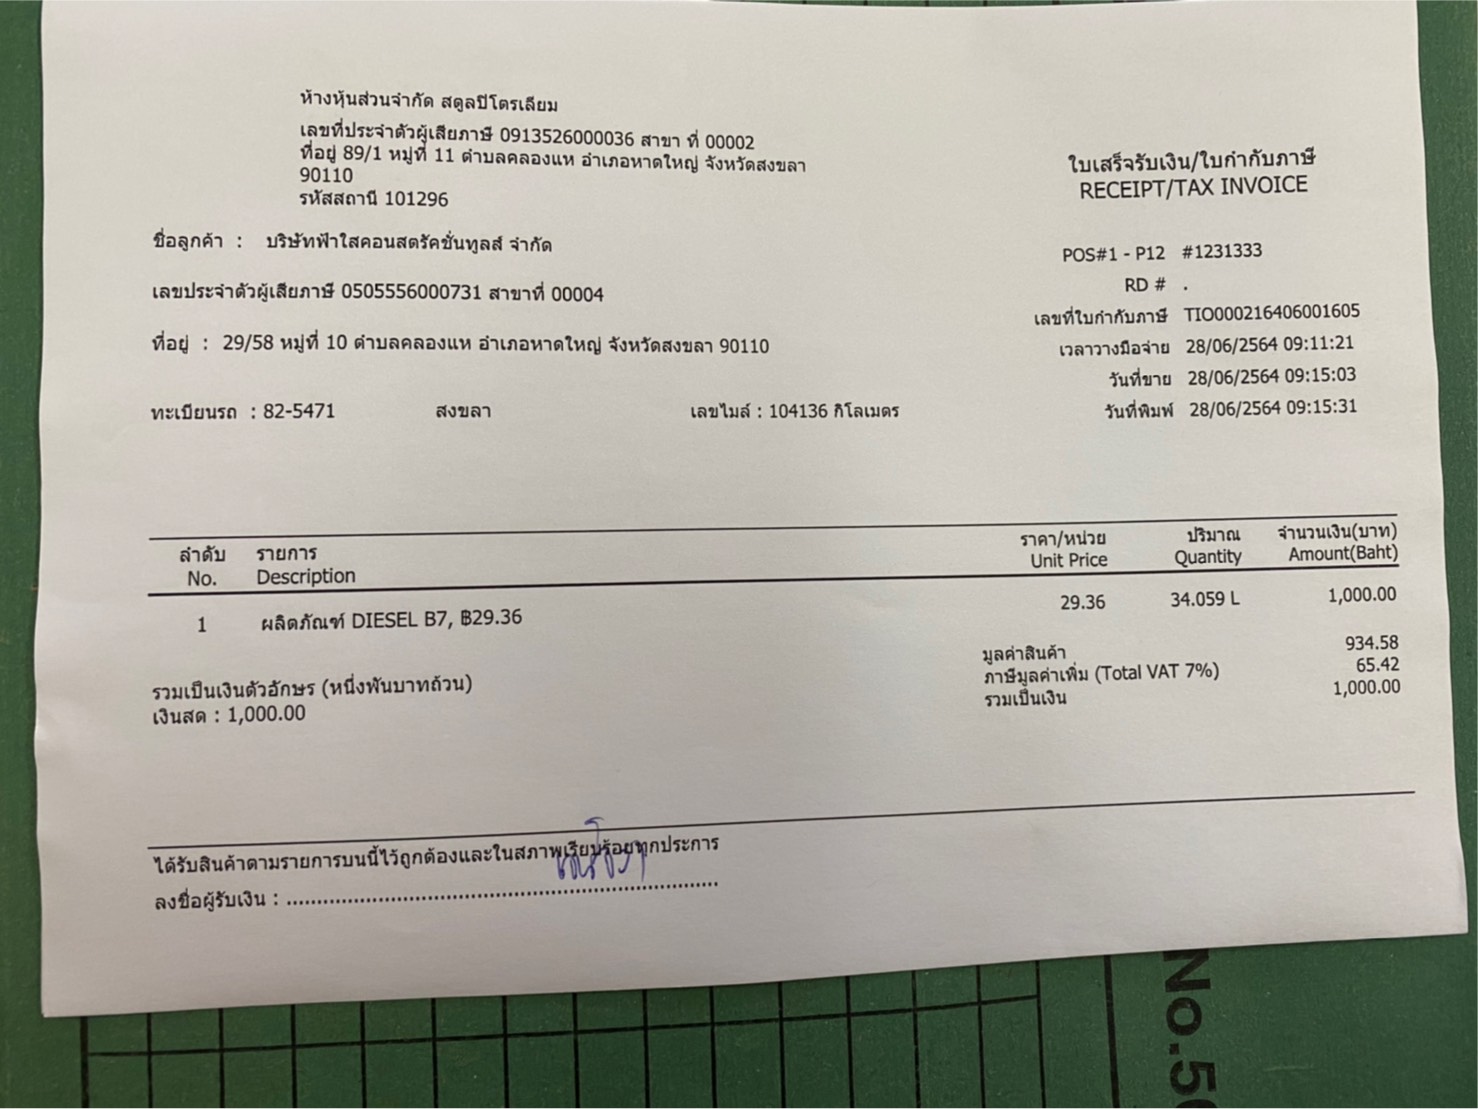 ห้างหุ้นส่วนจำกัด สตูลปิโตรเลียม
เลขที่ประจำตัวผู้เสียภาษี 0913526000036 สาขา ที่ 00002
ที่อยู่ 89/1 หมู่ที่ 11 ตำบลคลองแห อำเภอหาดใหญ่ จังหวัดสงขลา
90110
รหัสสถานี 101296
ใบเสร็จรับเงิน/ใบกำกับภาษี
RECEIPT/TAX INVOICE
ชื่อลูกค้า : บริษัทฟ้าใสคอนสตรัคชั่นทูลส์ จำกัด
เลขประจำตัวผู้เสียภาษี 0505556000731 สาขาที่ 00004
ที่อยู่ : 29/58 หมู่ที่ 10 ตำบลคลองแห อำเภอหาดใหญ่ จังหวัดสงขลา 90110
ทะเบียนรถ : 82-5471 สงขลา เลขไมล์ : 104136 กิโลเมตร
POS#1 - P12 #1231333
RD # .
เลขที่ใบกำกับภาษี TIO000216406001605
เวลาวางมือจ่าย 28/06/2564 09:11:21
วันที่ขาย 28/06/2564 09:15:03
วันที่พิมพ์ 28/06/2564 09:15:31
ลำดับ รายการ ราคา/หน่วย ปริมาณ จำนวนเงิน(บาท)
No. Description Unit Price Quantity Amount(Baht)
1 ผลิตภัณฑ์ DIESEL B7, ฿29.36 29.36 34.059 L 1,000.00
มูลค่าสินค้า 934.58
ภาษีมูลค่าเพิ่ม (Total VAT 7%) 65.42
รวมเป็นเงิน 1,000.00
รวมเป็นเงินตัวอักษร (หนึ่งพันบาทถ้วน)
เงินสด : 1,000.00
ได้รับสินค้าตามรายการบนนี้ไว้ถูกต้องและในสภาพเรียบร้อยทุกประการ
ลงชื่อผู้รับเงิน : ........................................................................